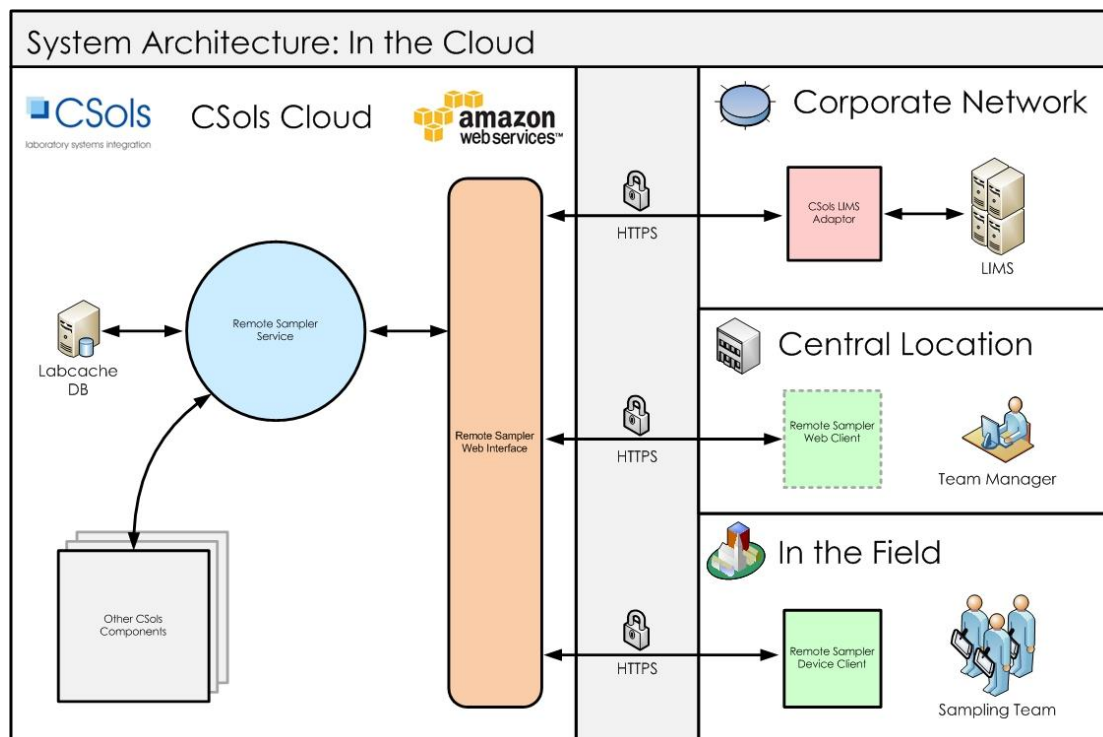 System Architecture: In the Cloud
CSols
laboratory systems integration
CSols Cloud
amazon
webservices™
Labcache
DB
Remote Sampler
Service
Other CSols
Components
Remote Sampler
Web Interface
HTTPS
HTTPS
HTTPS
Corporate Network
CSols LIMS
Adaptor
LIMS
Central Location
Remote Sampler
Web Client
Team Manager
In the Field
Remote Sampler
Device Client
Sampling Team